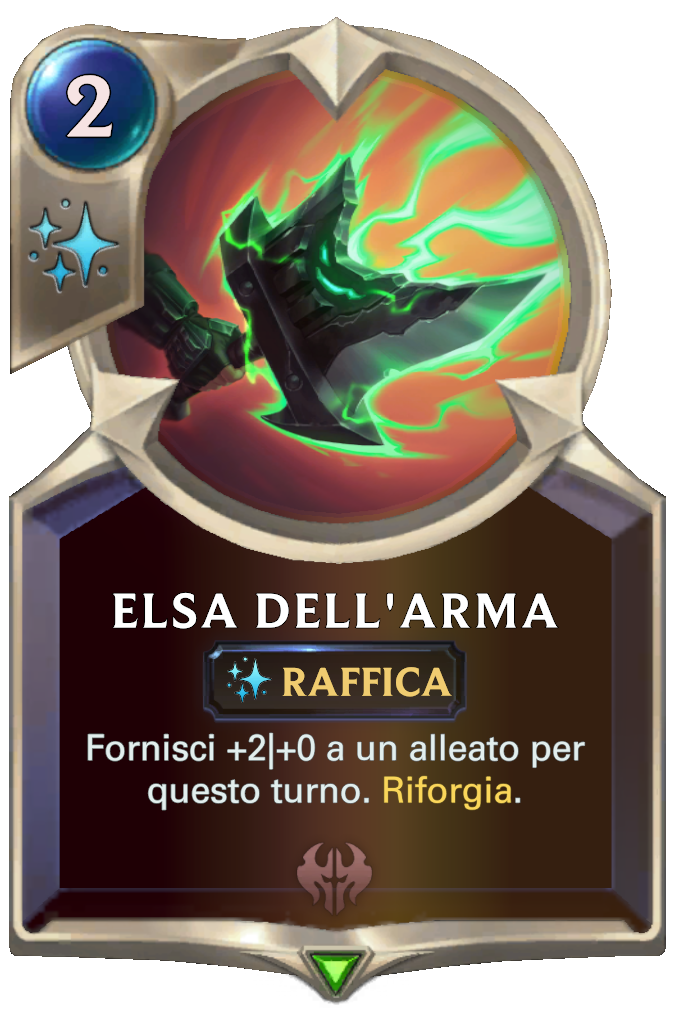 2
ELSA DELL'ARMA
RAFFICA
Fornisci +2|+0 a un alleato per
questo turno. Riforgia.